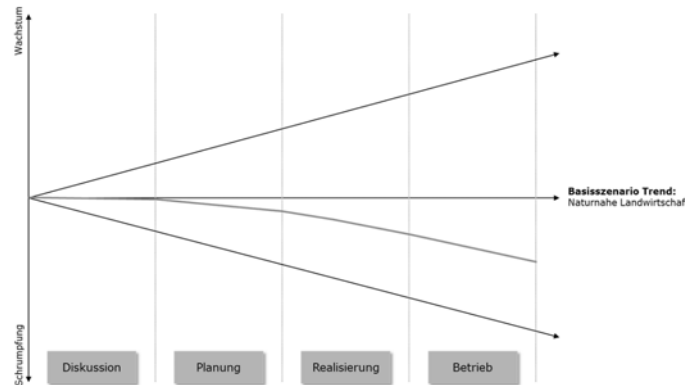 Wachstum
Basisszenario Trend:
Naturnahe Landwirtschaf
Schrumpfung
Diskussion
Planung
Realisierung
Betrieb